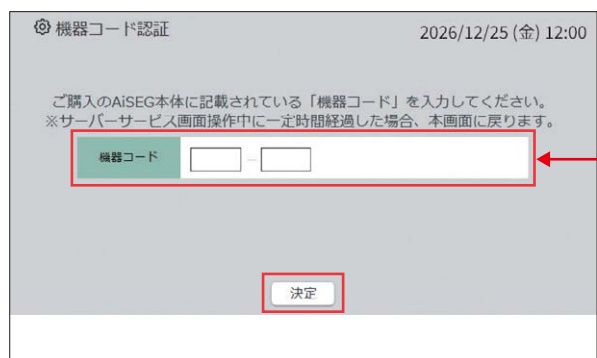 機器コード認証
2026/12/25 (金) 12:00
ご購入のAiSEG本体に記載されている「機器コード」を入力してください。
※サーバーサービス画面操作中に一定時間経過した場合、本画面に戻ります。
機器コード
-
決定